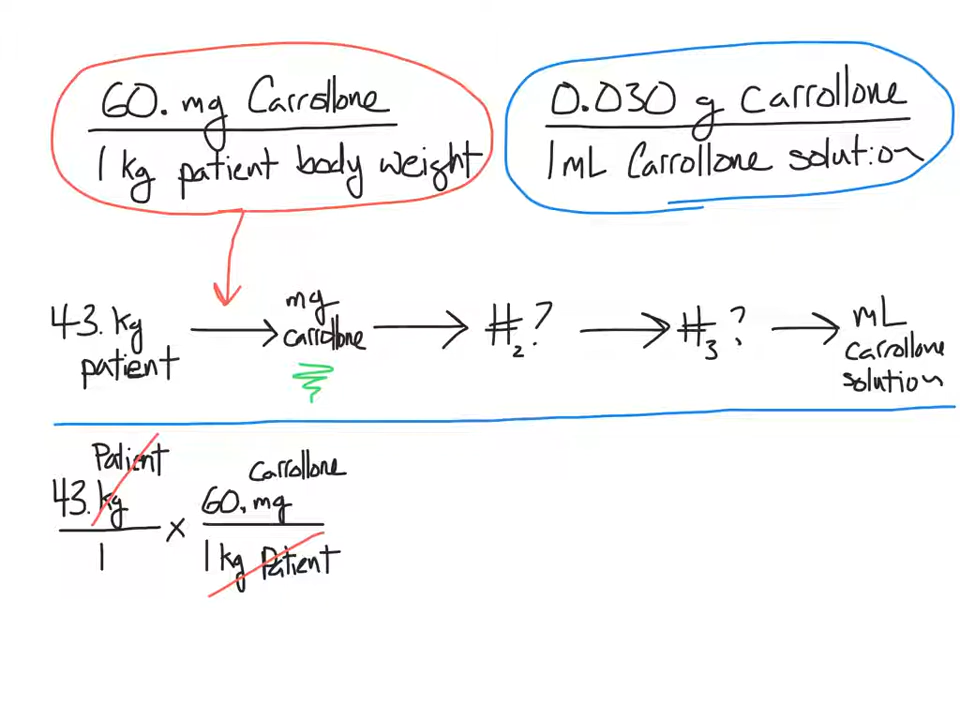 60. mg Carrollone
1 kg patient body weight
0.030 g carrollone
1 mL Carrollone solution
43. kg patient
mg carrollone
#2?
#3?
mL carrollone solution
43. kg Patient
1
x
60. mg Carrollone
1 kg Patient